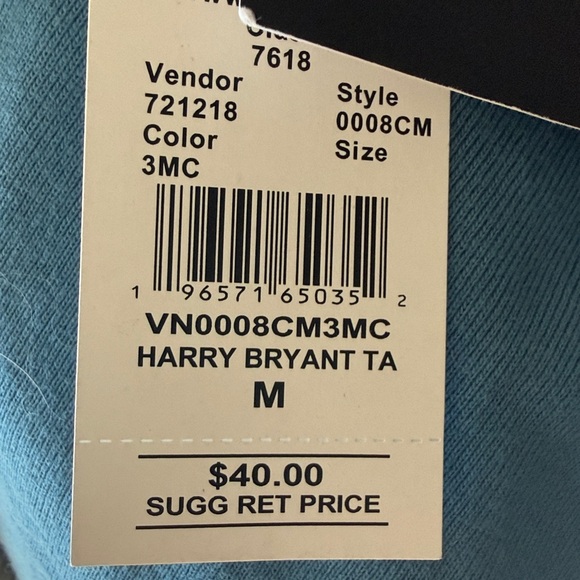 7618
Vendor
721218
Style
0008CM
Color
3MC
Size
1 96571 65035 2
VN0008CM3MC
HARRY BRYANT TA
M
$40.00
SUGG RET PRICE